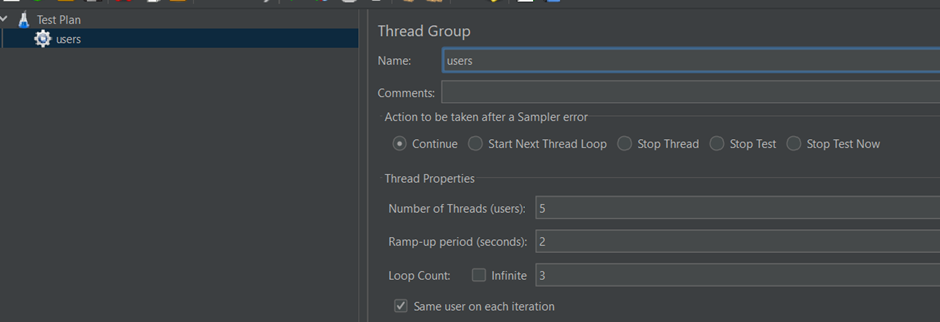 Test Plan
users
Thread Group
Name: users
Comments:
Action to be taken after a Sampler error
Continue Start Next Thread Loop Stop Thread Stop Test Stop Test Now
Thread Properties
Number of Threads (users): 5
Ramp-up period (seconds): 2
Loop Count: Infinite 3
Same user on each iteration